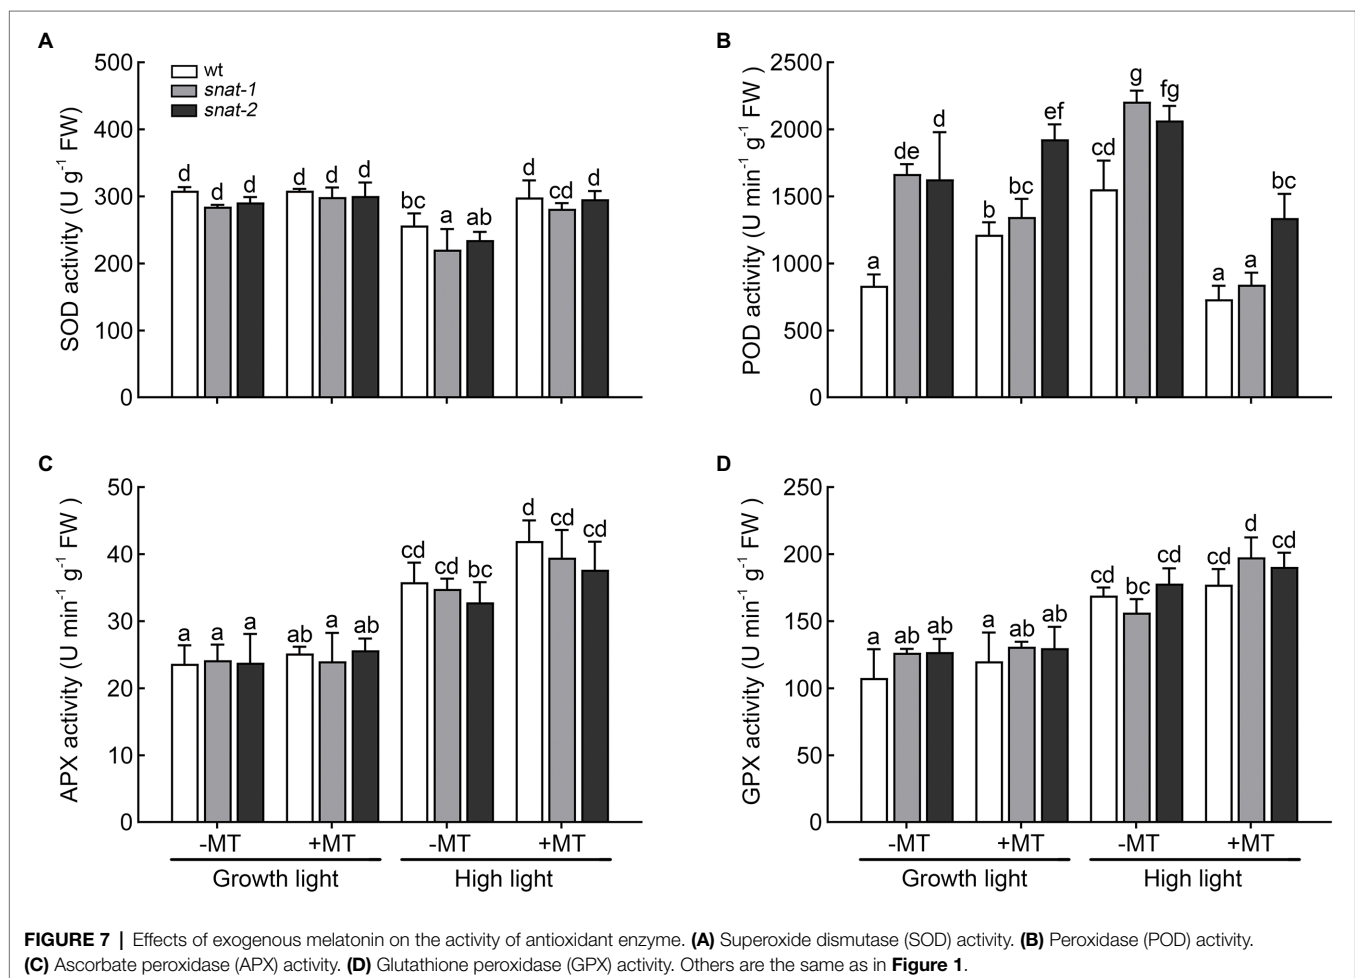 A
500
400
300
200
100
0
SOD activity (U g⁻¹ FW)
wt
snat-1
snat-2
d d d d d d bc a ab d cd d
B
2500
2000
1500
1000
500
0
POD activity (U min⁻¹ g⁻¹ FW )
a de d b bc ef cd g fg a a bc
C
50
40
30
20
10
0
APX activity (U min⁻¹ g⁻¹ FW )
a a a ab a ab cd cd bc d cd cd
-MT +MT -MT +MT
Growth light High light
D
250
200
150
100
50
0
GPX activity (U min⁻¹ g⁻¹ FW )
a ab ab a ab ab cd bc cd cd d cd
-MT +MT -MT +MT
Growth light High light
FIGURE 7 | Effects of exogenous melatonin on the activity of antioxidant enzyme. (A) Superoxide dismutase (SOD) activity. (B) Peroxidase (POD) activity.
(C) Ascorbate peroxidase (APX) activity. (D) Glutathione peroxidase (GPX) activity. Others are the same as in Figure 1.